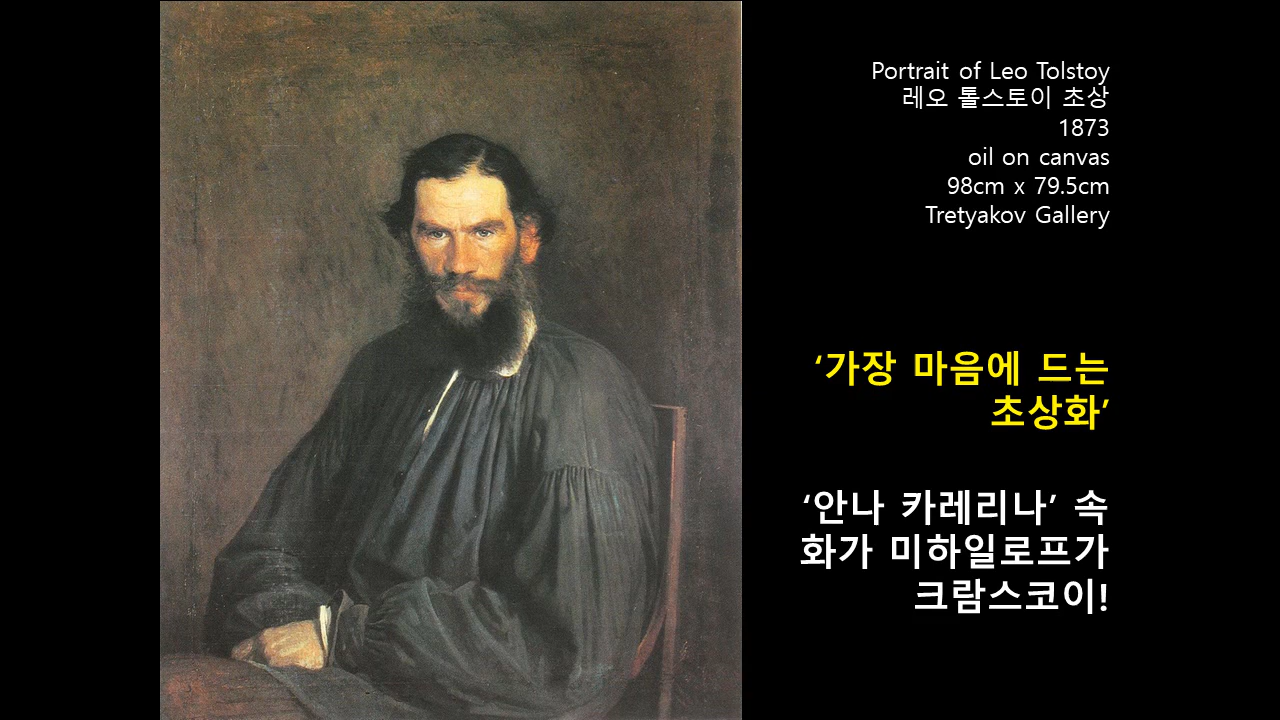 Portrait of Leo Tolstoy
레오 톨스토이 초상
1873
oil on canvas
98cm x 79.5cm
Tretyakov Gallery
‘가장 마음에 드는
초상화’
‘안나 카레리나’ 속
화가 미하일로프가
크람스코이!